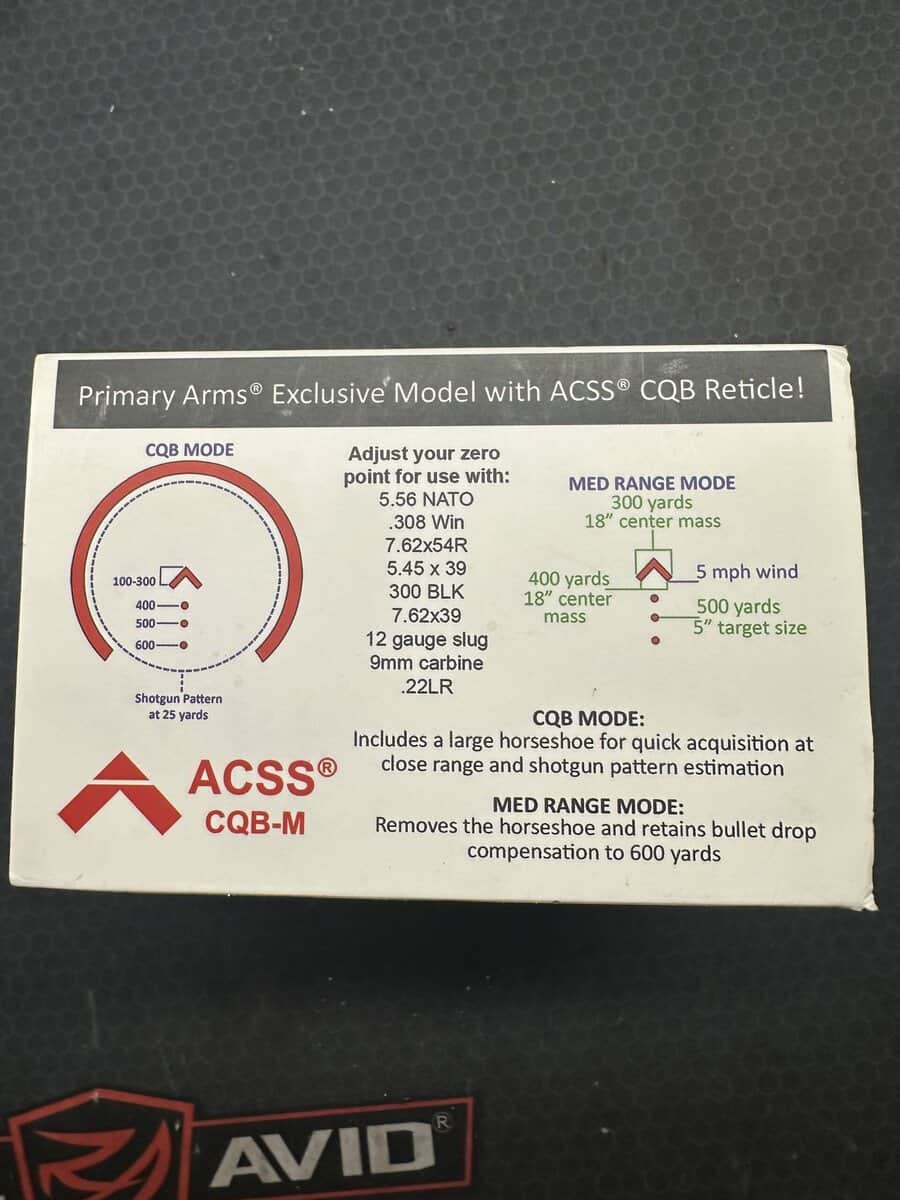 Primary Arms® Exclusive Model with ACSS® CQB Reticle!
CQB MODE
100-300
400
500
600
Shotgun Pattern
at 25 yards
Adjust your zero
point for use with:
5.56 NATO
.308 Win
7.62x54R
5.45 x 39
300 BLK
7.62x39
12 gauge slug
9mm carbine
.22LR
MED RANGE MODE
300 yards
18” center mass
400 yards
18” center
mass
5 mph wind
500 yards
5” target size
ACSS®
CQB-M
CQB MODE:
Includes a large horseshoe for quick acquisition at
close range and shotgun pattern estimation
MED RANGE MODE:
Removes the horseshoe and retains bullet drop
compensation to 600 yards
AVID®